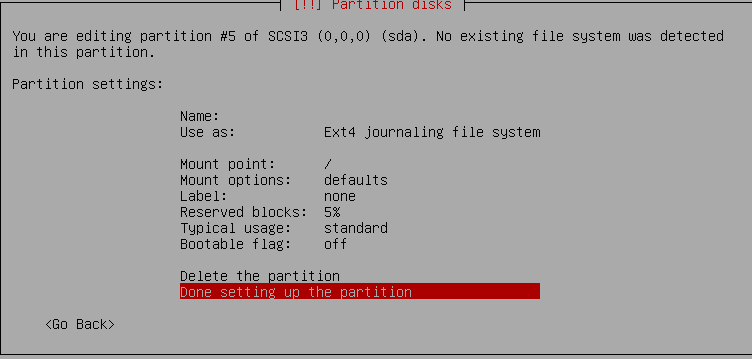 [!!] Partition disks
You are editing partition #5 of SCSI3 (0,0,0) (sda). No existing file system was detected
in this partition.
Partition settings:
Name:
Use as: Ext4 journaling file system
Mount point: /
Mount options: defaults
Label: none
Reserved blocks: 5%
Typical usage: standard
Bootable flag: off
Delete the partition
Done setting up the partition
<Go Back>